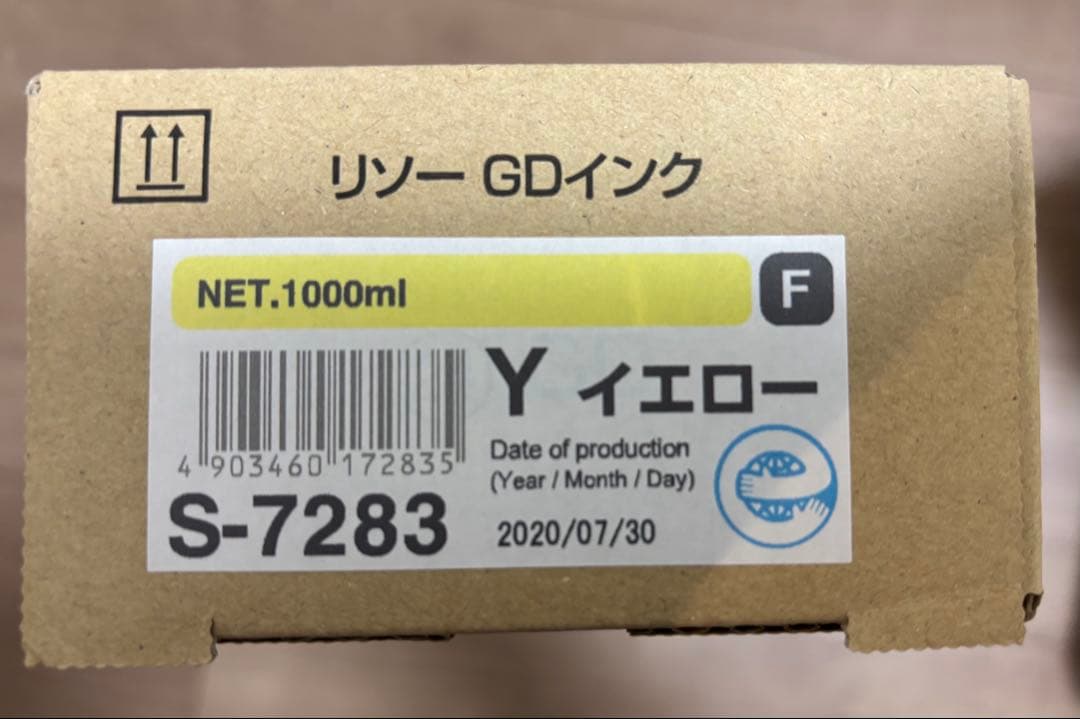 リソー GDインク
NET.1000ml
F
Y イエロー
4 903460 172835
Date of production
(Year / Month / Day)
S-7283
2020/07/30